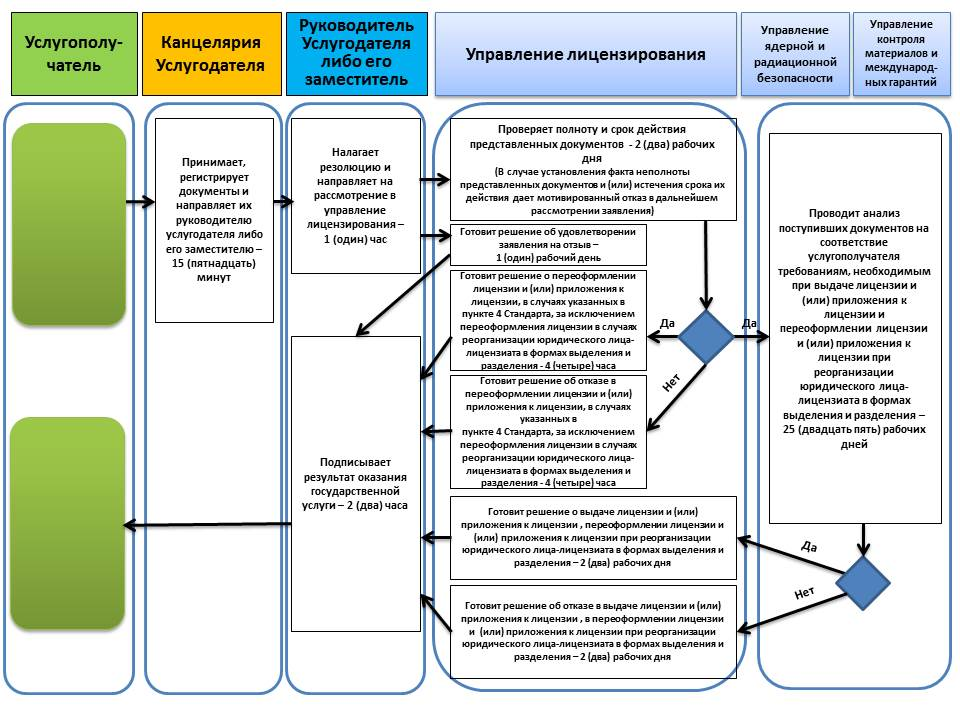 Услугополу-
чатель
Канцелярия
Услугодателя
Руководитель
Услугодателя
либо его
заместитель
Управление лицензирования
Управление
ядерной и
радиационной
безопасности
Управление
контроля
материалов и
международ-
ных гарантий
Принимает,
регистрирует
документы и
направляет их
руководителю
услугодателя либо
его заместителю –
15 (пятнадцать)
минут
Налагает
резолюцию и
направляет на
рассмотрение в
управление
лицензирования –
1 (один) час
Проверяет полноту и срок действия
представленных документов - 2 (два) рабочих
дня
(В случае установления факта неполноты
представленных документов и (или) истечения срока их
действия дает мотивированный отказ в дальнейшем
рассмотрении заявления)
Готовит решение об удовлетворении
заявления на отзыв –
1 (один) рабочий день
Готовит решение о переоформлении
лицензии и (или) приложения к
лицензии, в случаях указанных в
пункте 4 Стандарта, за исключением
переоформления лицензии в случаях
реорганизации юридического лица-
лицензиата в формах выделения и
разделения - 4 (четыре) часа
Да
Да
Нет
Готовит решение об отказе в
переоформлении лицензии и (или)
приложения к лицензии, в случаях
указанных в
пункте 4 Стандарта, за исключением
переоформления лицензии в случаях
реорганизации юридического лица-
лицензиата в формах выделения и
разделения - 4 (четыре) часа
Проводит анализ
поступивших документов на
соответствие
услугополучателя
требованиям, необходимым
при выдаче лицензии и
(или) приложения к
лицензии и
переоформлении лицензии
и (или) приложения к
лицензии при
реорганизации
юридического лица-
лицензиата в формах
выделения и разделения –
25 (двадцать пять) рабочих
дней
Подписывает
результат оказания
государственной
услуги – 2 (два) часа
Готовит решение о выдаче лицензии и (или)
приложения к лицензии , переоформлении лицензии и
(или) приложения к лицензии при реорганизации
юридического лица-лицензиата в формах выделения и
разделения – 2 (два) рабочих дня
Да
Нет
Готовит решение об отказе в выдаче лицензии и (или)
приложения к лицензии , в переоформлении лицензии
и (или) приложения к лицензии при реорганизации
юридического лица-лицензиата в формах выделения и
разделения – 2 (два) рабочих дня